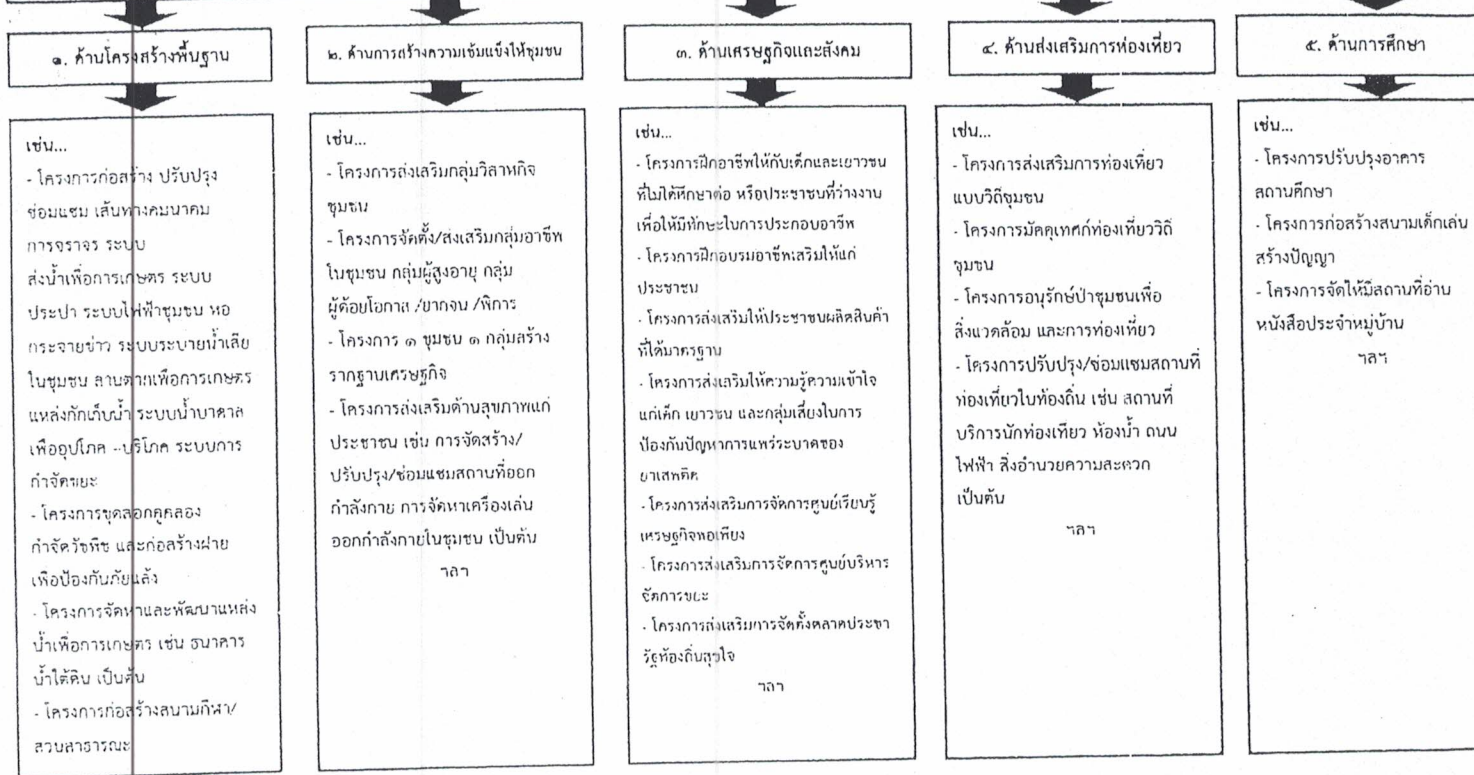 ๑. ด้านโครงสร้างพื้นฐาน
เช่น...
- โครงการก่อสร้าง ปรับปรุง
ซ่อมแซม เส้นทางคมนาคม
การจราจร ระบบ
ส่งน้ำเพื่อการเกษตร ระบบ
ประปา ระบบไฟฟ้าชุมชน หอ
กระจายข่าว ระบบระบายน้ำเสีย
ในชุมชน ลานตากเพื่อการเกษตร
แหล่งกักเก็บน้ำ ระบบน้ำบาดาล
เพื่ออุปโภค –บริโภค ระบบการ
กำจัดขยะ
- โครงการขุดลอกคูคลอง
กำจัดวัชพืช และก่อสร้างฝาย
เพื่อป้องกันภัยแล้ง
- โครงการจัดหาและพัฒนาแหล่ง
น้ำเพื่อการเกษตร เช่น ธนาคาร
น้ำใต้ดิน เป็นต้น
- โครงการก่อสร้างสนามกีฬา/
สวนสาธารณะ
๒. ด้านการสร้างความเข้มแข็งให้ชุมชน
เช่น...
- โครงการส่งเสริมกลุ่มวิสาหกิจ
ชุมชน
- โครงการจัดตั้ง/ส่งเสริมกลุ่มอาชีพ
ในชุมชน กลุ่มผู้สูงอายุ กลุ่ม
ผู้ด้อยโอกาส /ยากจน /พิการ
- โครงการ ๑ ชุมชน ๑ กลุ่มสร้าง
รากฐานเศรษฐกิจ
- โครงการส่งเสริมด้านสุขภาพแก่
ประชาชน เช่น การจัดสร้าง/
ปรับปรุง/ซ่อมแซมสถานที่ออก
กำลังกาย การจัดหาเครื่องเล่น
ออกกำลังกายในชุมชน เป็นต้น
ฯลฯ
๓. ด้านเศรษฐกิจและสังคม
เช่น...
- โครงการฝึกอาชีพให้กับเด็กและเยาวชน
ที่ไม่ได้ศึกษาต่อ หรือประชาชนที่ว่างงาน
เพื่อให้มีทักษะในการประกอบอาชีพ
- โครงการฝึกอบรมอาชีพเสริมให้แก่
ประชาชน
- โครงการส่งเสริมให้ประชาชนผลิตสินค้า
ที่ได้มาตรฐาน
- โครงการส่งเสริมให้ความรู้ความเข้าใจ
แก่เด็ก เยาวชน และกลุ่มเสี่ยงในการ
ป้องกันปัญหาการแพร่ระบาดของ
ยาเสพติด
- โครงการส่งเสริมการจัดการศูนย์เรียนรู้
เศรษฐกิจพอเพียง
- โครงการส่งเสริมการจัดการศูนย์บริหาร
จัดการขยะ
- โครงการส่งเสริมการจัดตั้งตลาดประชา
รัฐท้องถิ่นสุขใจ
ฯลฯ
๔. ด้านส่งเสริมการท่องเที่ยว
เช่น...
- โครงการส่งเสริมการท่องเที่ยว
แบบวิถีชุมชน
- โครงการมัคคุเทศก์ท่องเที่ยววิถี
ชุมชน
- โครงการอนุรักษ์ป่าชุมชนเพื่อ
สิ่งแวดล้อม และการท่องเที่ยว
- โครงการปรับปรุง/ซ่อมแซมสถานที่
ท่องเที่ยวในท้องถิ่น เช่น สถานที่
บริการนักท่องเที่ยว ห้องน้ำ ถนน
ไฟฟ้า สิ่งอำนวยความสะดวก
เป็นต้น
ฯลฯ
๕. ด้านการศึกษา
เช่น...
- โครงการปรับปรุงอาคาร
สถานศึกษา
- โครงการก่อสร้างสนามเด็กเล่น
สร้างปัญญา
- โครงการจัดให้มีสถานที่อ่าน
หนังสือประจำหมู่บ้าน
ฯลฯ